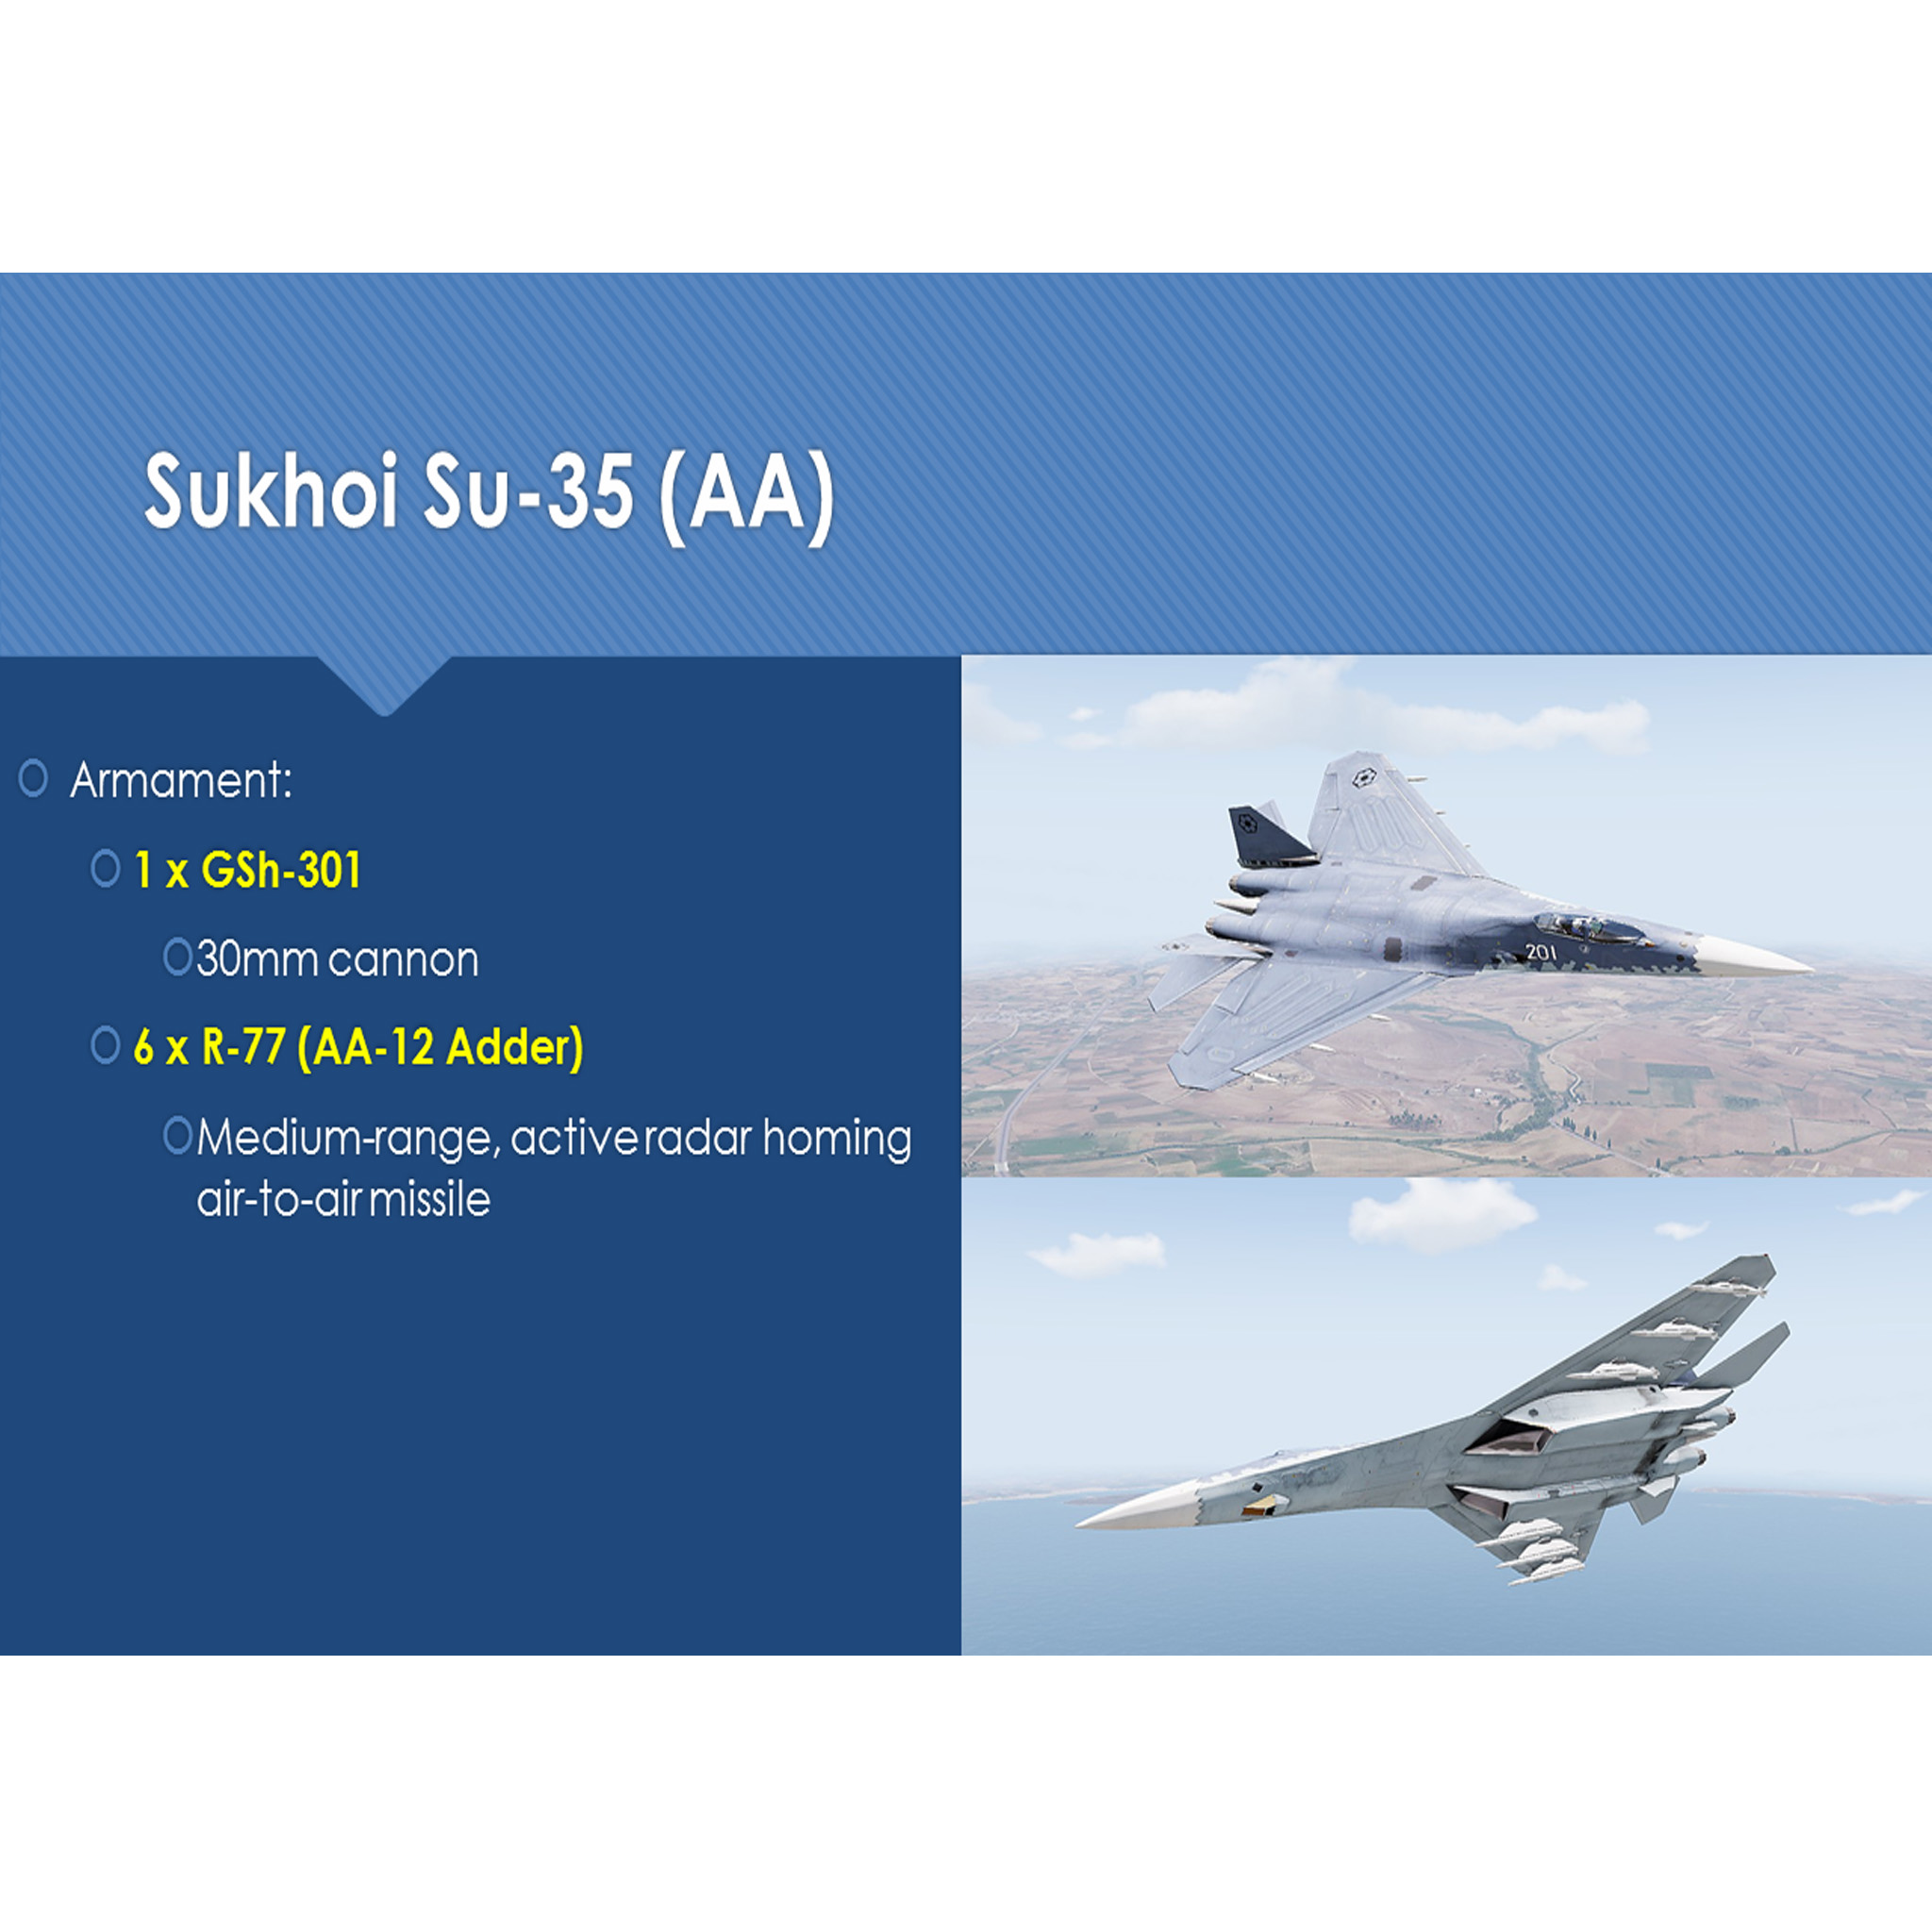 Sukhoi Su-35 (AA)
Armament:
1 x GSh-301
30mm cannon
6 x R-77 (AA-12 Adder)
Medium-range, active radar homing
air-to-air missile
201